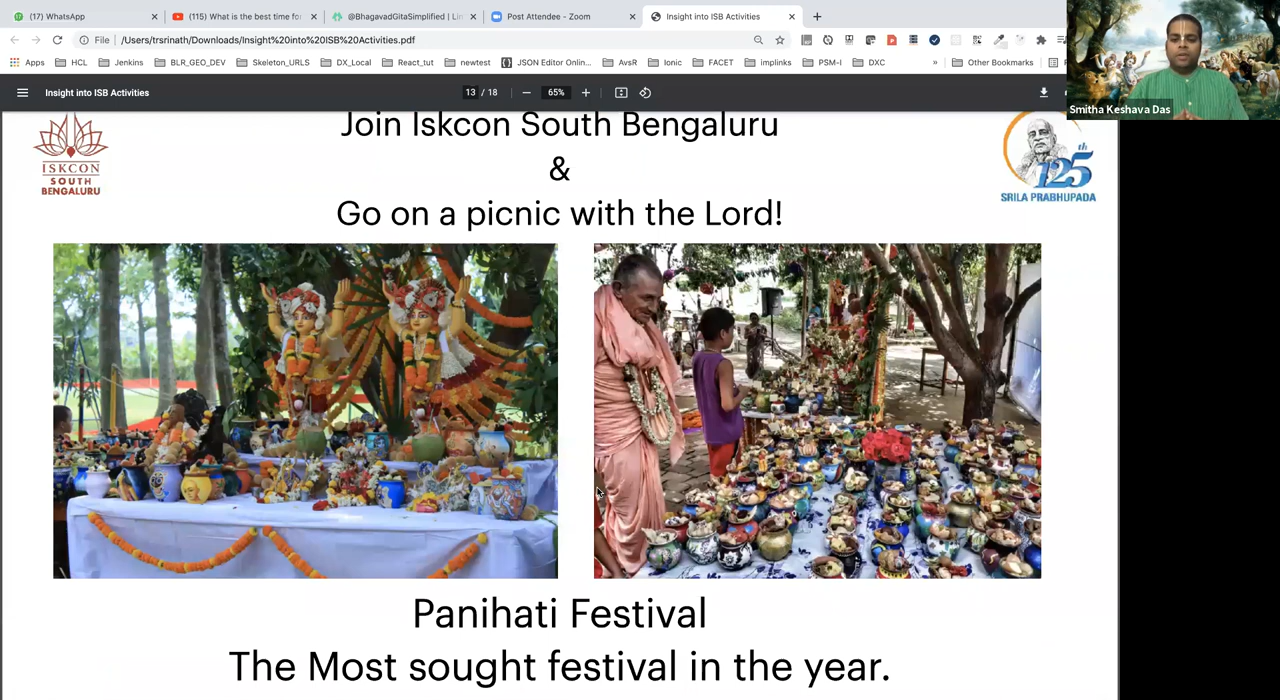 (17) WhatsApp
(115) What is the best time fo
@BhagavadGitaSimplified | Lin
Post Attendee - Zoom
Insight into ISB Activities
File
/Users/trsrinath/Downloads/Insight%20into%20ISB%20Activities.pdf
Apps
HCL
Jenkins
BLR_GEO_DEV
Skeleton_URLS
DX_Local
React_tut
newtest
JSON Editor Onlin...
AvsR
Ionic
FACET
implinks
PSM-I
DXC
»
Other Bookmarks
Insight into ISB Activities
13 / 18
65%
Smitha Keshava Das
Join Iskcon South Bengaluru
&
Go on a picnic with the Lord!
ISKCON
SOUTH
BENGALURU
125th
SRILA PRABHUPADA
Panihati Festival
The Most sought festival in the year.